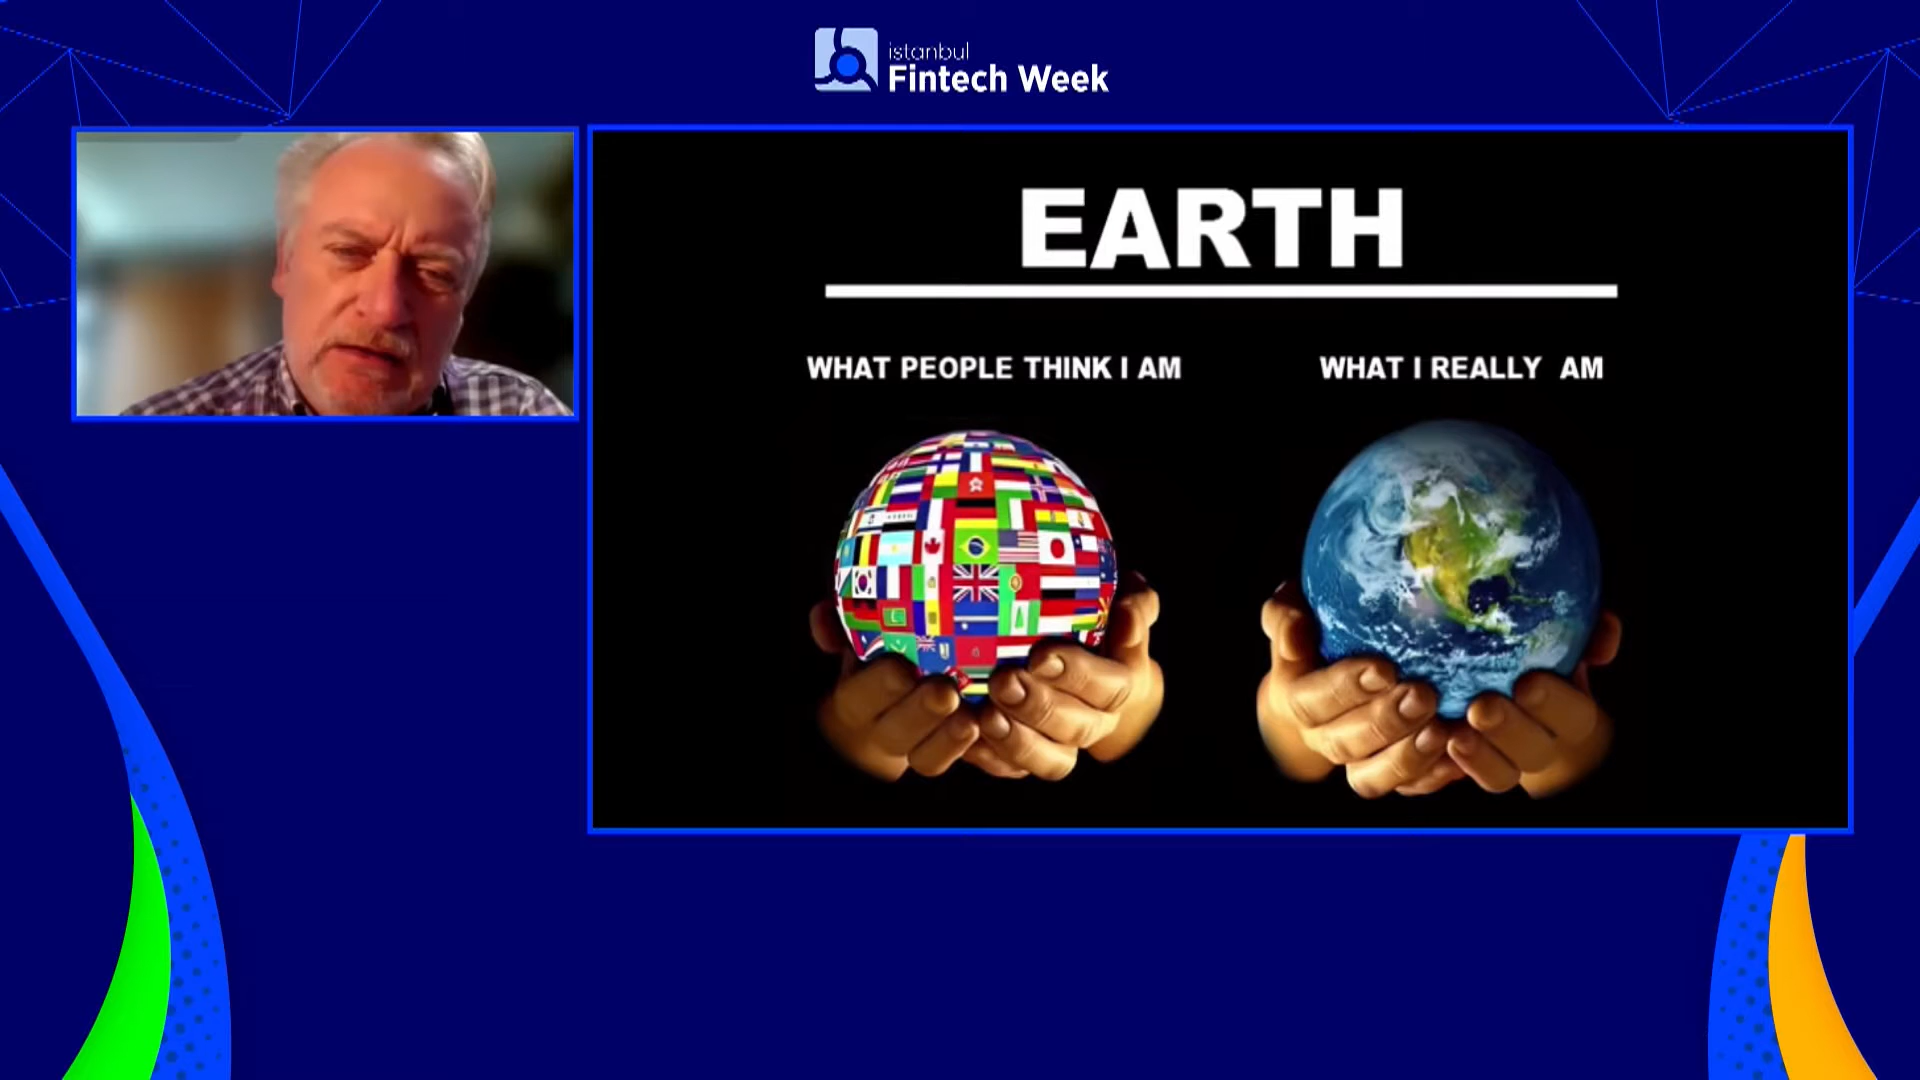 istanbul
Fintech Week
EARTH
WHAT PEOPLE THINK I AM
WHAT I REALLY AM